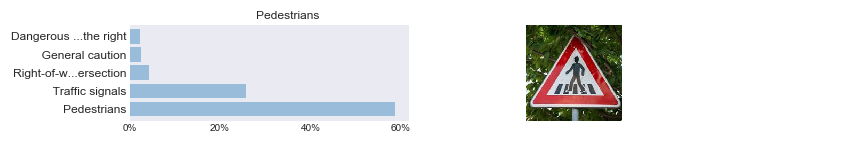 Pedestrians
Dangerous ...the right
General caution
Right-of-w...ersection
Traffic signals
Pedestrians
0%
20%
40%
60%